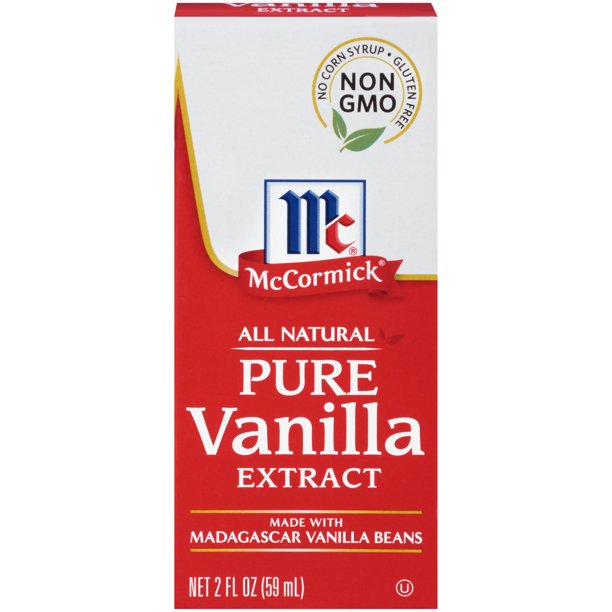 Vanilla
EXTRACT
NO CORN SYRUP • GLUTEN FREE
NON
GMO
Mc®
McCormick®
ALL NATURAL
PURE
Vanilla
EXTRACT
MADE WITH
MADAGASCAR VANILLA BEANS
NET 2 FL OZ (59 mL)
U